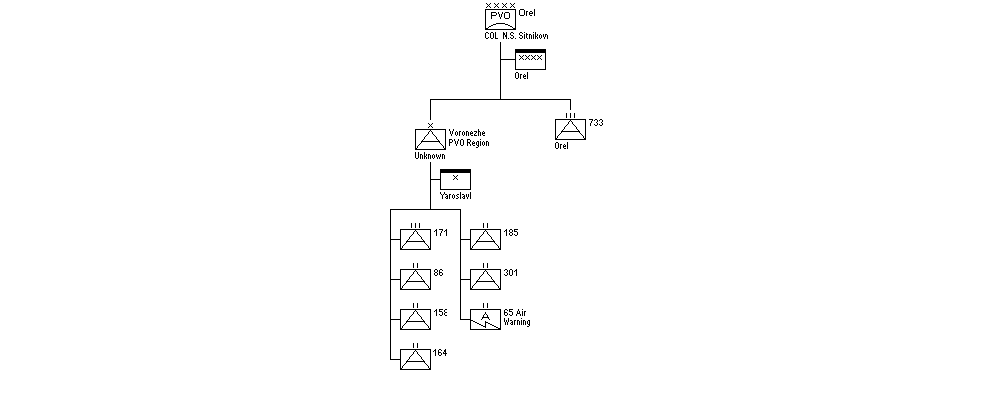 XXXX
PVO Orel
COL N.S. Sitnikov
XXXX
Orel
X
Voronezhe
PVO Region
Unknown
III
733
Orel
X
Yaroslavl
III
171
II
185
II
86
II
301
II
158
II
65 Air
Warning
A
II
164